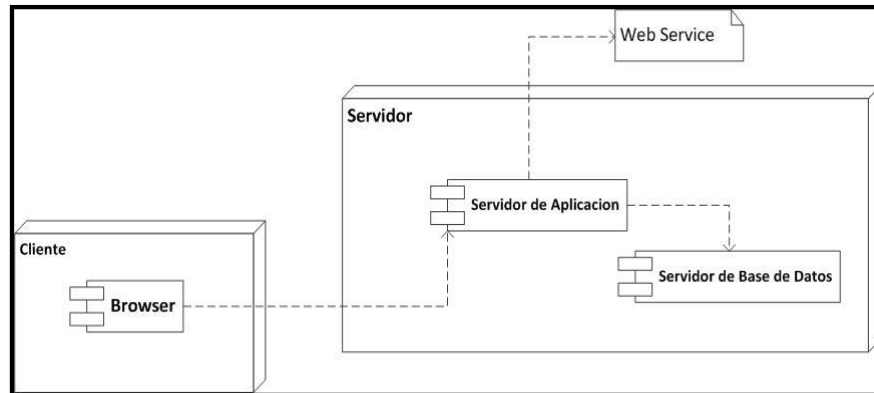 Web Service
Servidor
Servidor de Aplicacion
Servidor de Base de Datos
Cliente
Browser